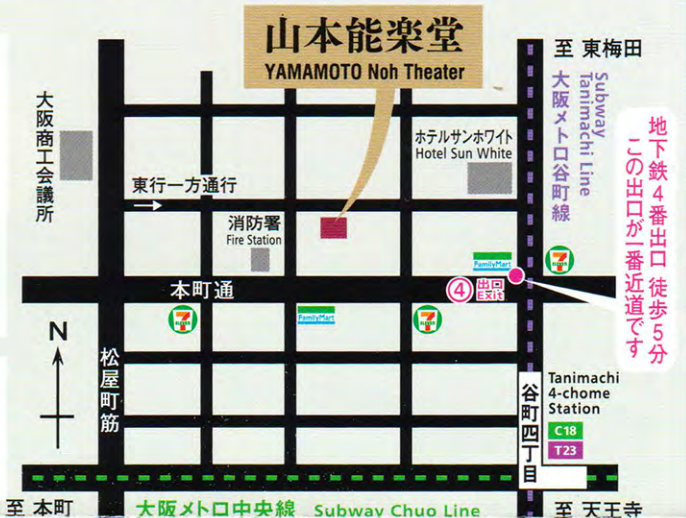 山本能楽堂
YAMAMOTO Noh Theater
至 東梅田
Subway
Tanimachi Line
大阪メトロ谷町線
地下鉄4番出口 徒歩5分
この出口が一番近道です
大阪商工会議所
ホテルサンホワイト
Hotel Sun White
東行一方通行
消防署
Fire Station
FamilyMart
7
ELEVEN
本町通
④ 出口
Exit
7
ELEVEN
FamilyMart
7
ELEVEN
N
松屋町筋
谷町四丁目
Tanimachi
4-chome
Station
C18
T23
至 本町
大阪メトロ中央線 Subway Chuo Line
至 天王寺